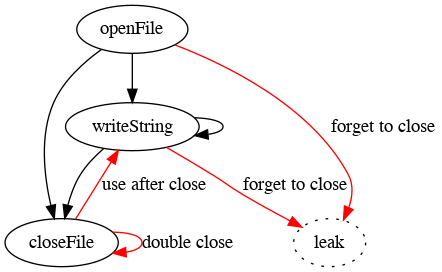 openFile
forget to close
writeString
use after close
forget to close
closeFile
double close
leak